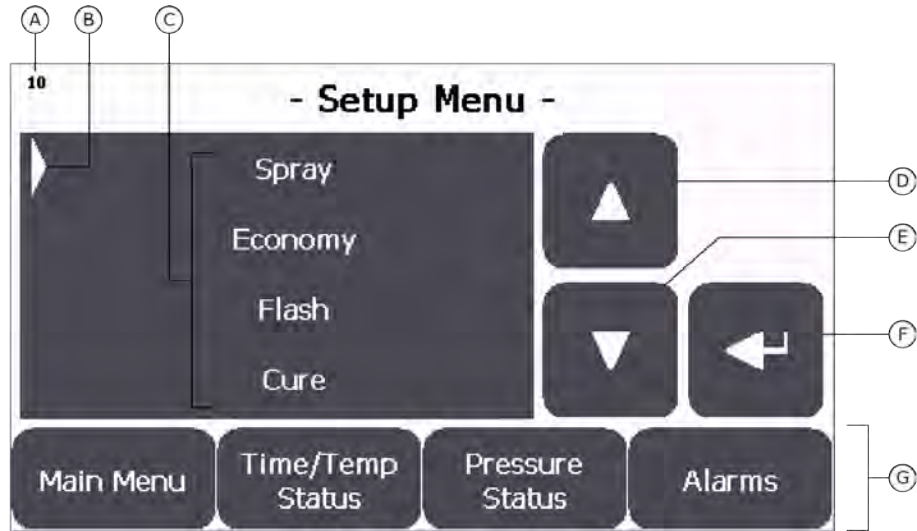 A B C
10
- Setup Menu -
Spray
D
Economy
E
Flash
F
Cure
Main Menu
Time/Temp
Status
Pressure
Status
Alarms
G